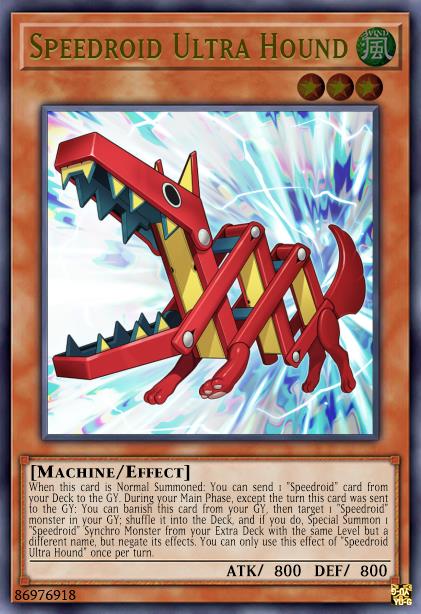 SPEEDROID ULTRA HOUND
WIND
風
[MACHINE/EFFECT]
When this card is Normal Summoned: You can send 1 "Speedroid" card from
your Deck to the GY. During your Main Phase, except the turn this card was sent
to the GY: You can banish this card from your GY, then target 1 "Speedroid"
monster in your GY; shuffle it into the Deck, and if you do, Special Summon 1
"Speedroid" Synchro Monster from your Extra Deck with the same Level but a
different name, but negate its effects. You can only use this effect of "Speedroid
Ultra Hound" once per turn.
ATK/ 800 DEF/ 800
86976918